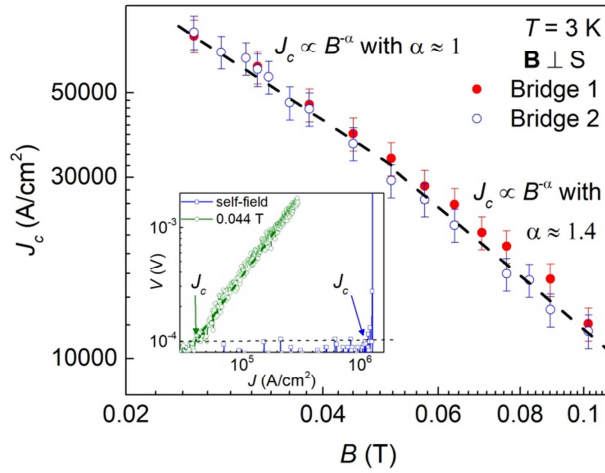 J_c ∝ B^-α with α ≈ 1
T = 3 K
B ⊥ S
Bridge 1
Bridge 2
J_c ∝ B^-α with
α ≈ 1.4
J_c (A/cm²)
50000
30000
10000
self-field
0.044 T
V (V)
10^-3
10^-4
J_c
J_c
10^5
10^6
J (A/cm²)
0.02
0.04
0.06
0.08
0.1
B (T)